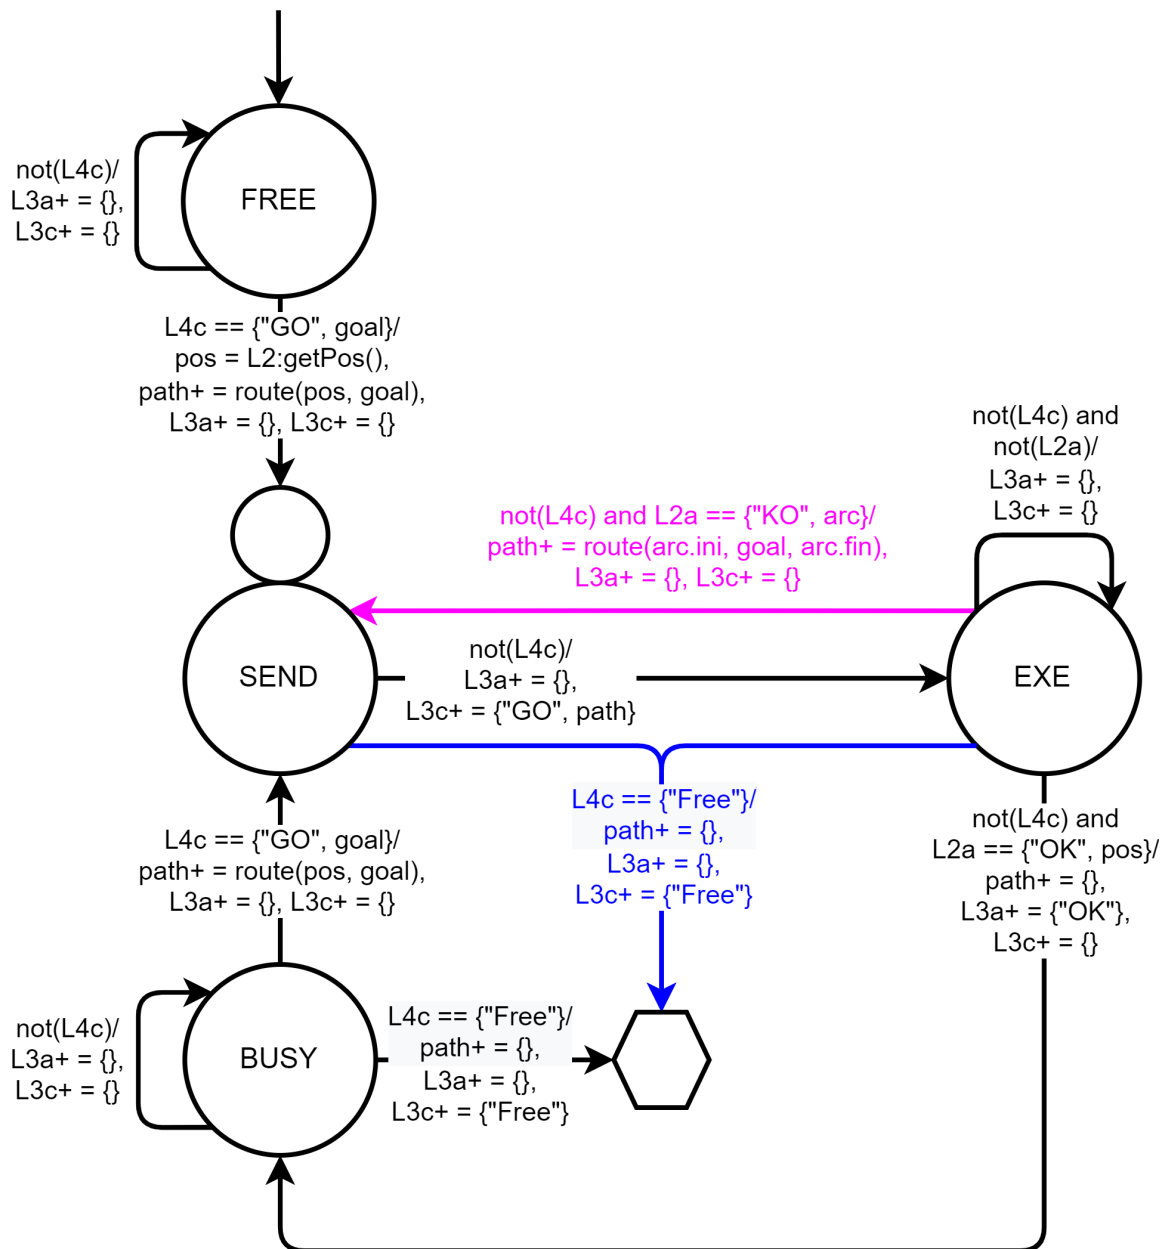 not(L4c)/
L3a+ = {},
L3c+ = {}
FREE
L4c == {"GO", goal}/
pos = L2:getPos(),
path+ = route(pos, goal),
L3a+ = {}, L3c+ = {}
not(L4c) and
not(L2a)/
L3a+ = {},
L3c+ = {}
not(L4c) and L2a == {"KO", arc}/
path+ = route(arc.ini, goal, arc.fin),
L3a+ = {}, L3c+ = {}
SEND
not(L4c)/
L3a+ = {},
L3c+ = {"GO", path}
EXE
L4c == {"Free"}/
path+ = {},
L3a+ = {},
L3c+ = {"Free"}
L4c == {"GO", goal}/
path+ = route(pos, goal),
L3a+ = {}, L3c+ = {}
not(L4c) and
L2a == {"OK", pos}/
path+ = {},
L3a+ = {"OK"},
L3c+ = {}
not(L4c)/
L3a+ = {},
L3c+ = {}
BUSY
L4c == {"Free"}/
path+ = {},
L3a+ = {},
L3c+ = {"Free"}